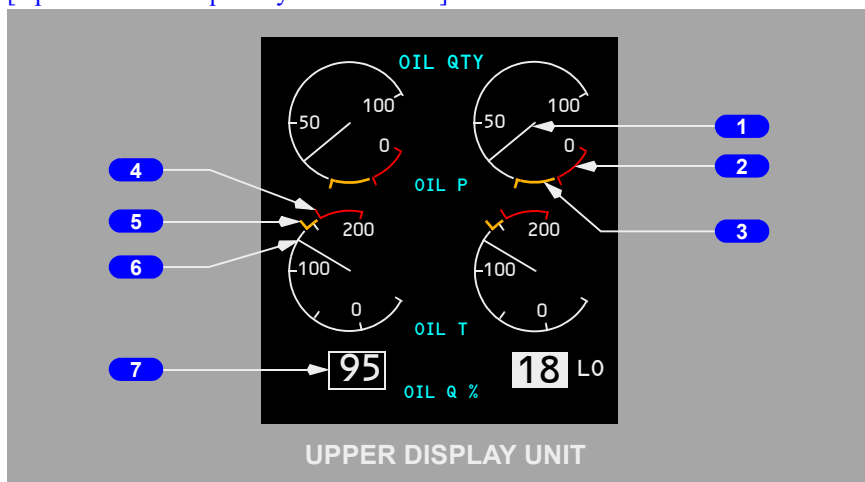 OIL QTY
100 100
50 50 1
0 0
2
4 OIL P
5 200 200 3
6 100 100
0 0
OIL T
7 95 18 LO
OIL Q %
UPPER DISPLAY UNIT